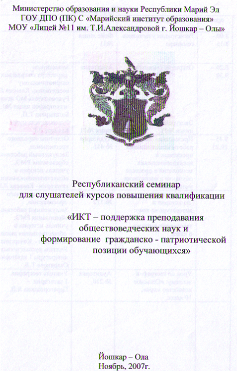 Министерство образования и науки Республики Марий Эл
ГОУ ДПО (ПК) С «Марийский институт образования»
МОУ «Лицей №11 им. Т.И.Александровой г. Йошкар – Олы»
Республиканский семинар
для слушателей курсов повышения квалификации
«ИКТ – поддержка преподавания
обществоведческих наук и
формирование гражданско - патриотической
позиции обучающихся»
Йошкар – Ола
Ноябрь, 2007г.